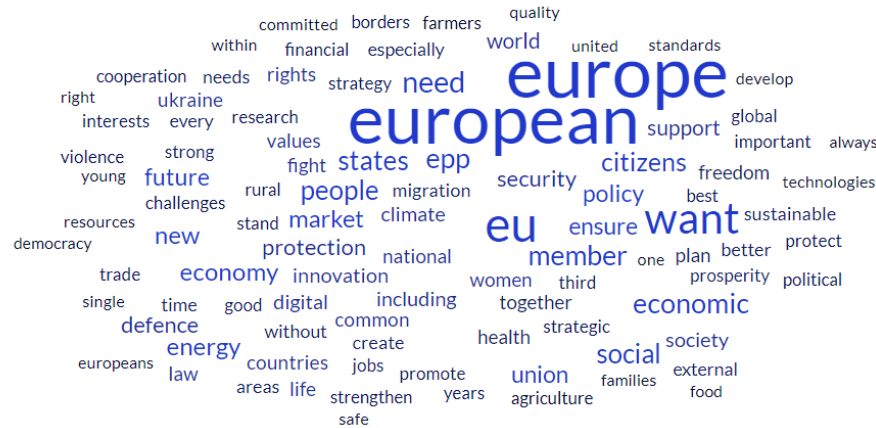 quality
committed borders farmers
within financial especially world united standards
cooperation needs rights strategy need europe develop
right ukraine
interests every research european support global
values important always
violence strong fight states epp citizens freedom
young future people migration security policy technologies
challenges rural best
resources stand market climate eu ensure want sustainable
democracy new protection national member one plan better protect
trade economy innovation women third prosperity political
single time good digital including together economic
defence without common strategic
energy create health society
europeans countries jobs social external
law promote union families
areas life strengthen years agriculture food
safe